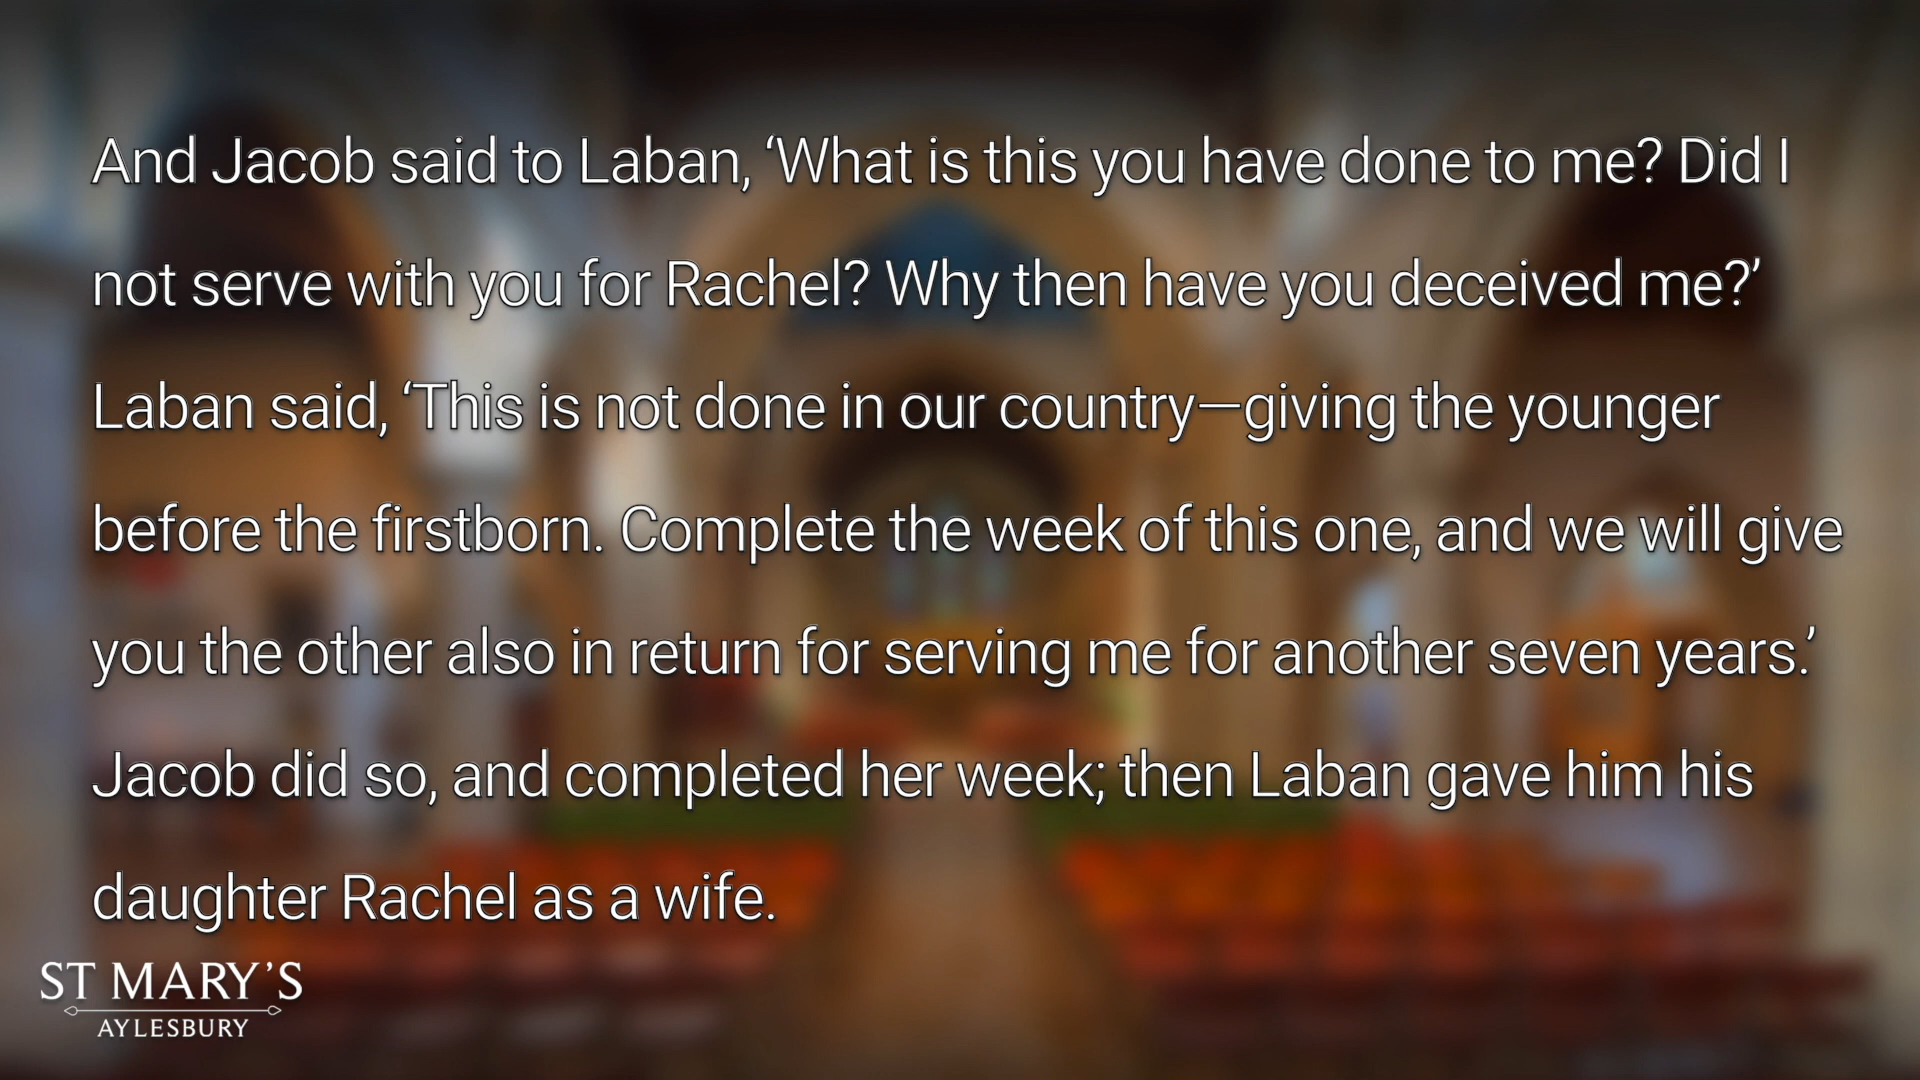 And Jacob said to Laban, ‘What is this you have done to me? Did I
not serve with you for Rachel? Why then have you deceived me?’
Laban said, ‘This is not done in our country—giving the younger
before the firstborn. Complete the week of this one, and we will give
you the other also in return for serving me for another seven years.’
Jacob did so, and completed her week; then Laban gave him his
daughter Rachel as a wife.
ST MARY’S
AYLESBURY